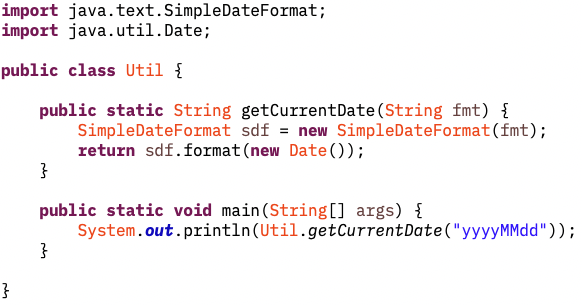 import java.text.SimpleDateFormat;
import java.util.Date;

public class Util {

    public static String getCurrentDate(String fmt) {
        SimpleDateFormat sdf = new SimpleDateFormat(fmt);
        return sdf.format(new Date());
    }

    public static void main(String[] args) {
        System.out.println(Util.getCurrentDate("yyyyMMdd"));
    }

}